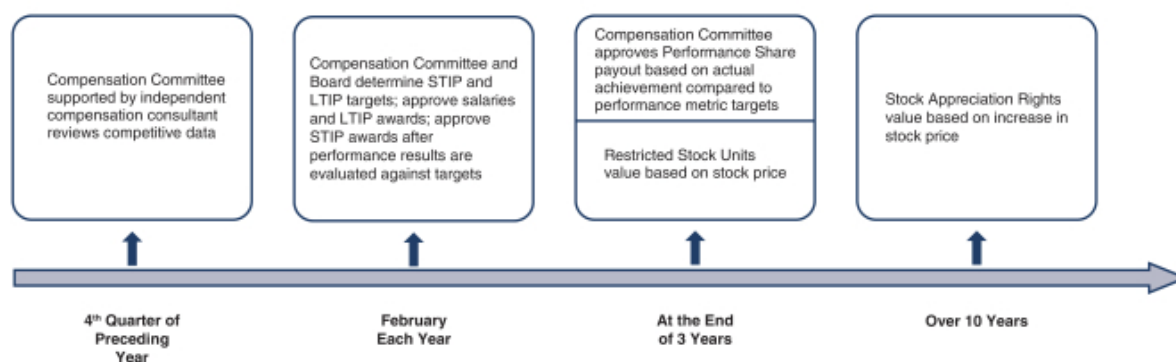 Compensation Committee
supported by independent
compensation consultant
reviews competitive data
Compensation Committee and
Board determine STIP and
LTIP targets; approve salaries
and LTIP awards; approve
STIP awards after
performance results are
evaluated against targets
Compensation Committee
approves Performance Share
payout based on actual
achievement compared to
performance metric targets
Restricted Stock Units
value based on stock price
Stock Appreciation Rights
value based on increase in
stock price
4th Quarter of
Preceding
Year
February
Each Year
At the End
of 3 Years
Over 10 Years